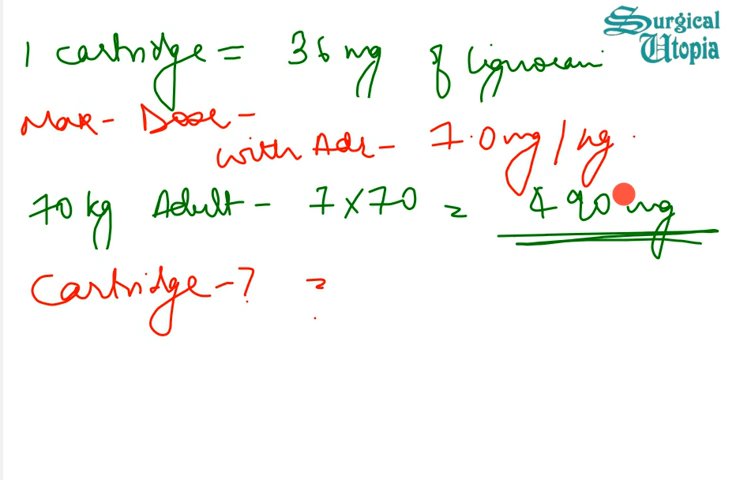 Surgical
Utopia
1 Cartridge = 36 mg of Lignocain
Max - Dose -
with Adr - 7.0 mg / kg.
70 kg Adult - 7 x 70 = 490 mg
Cartridge - ? =